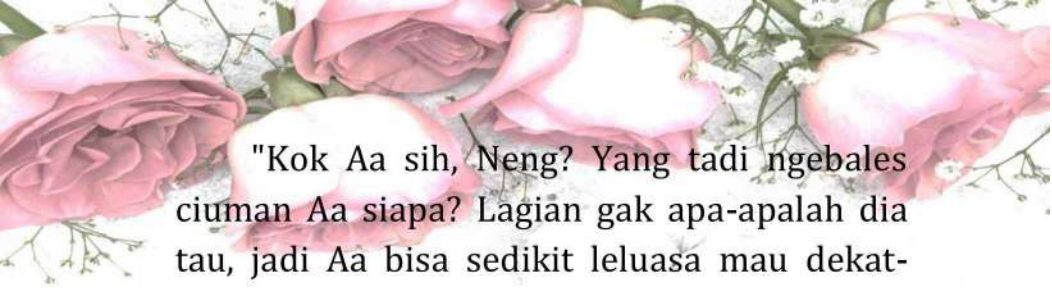 "Kok Aa sih, Neng? Yang tadi ngebales
ciuman Aa siapa? Lagian gak apa-apalah dia
tau, jadi Aa bisa sedikit leluasa mau dekat-